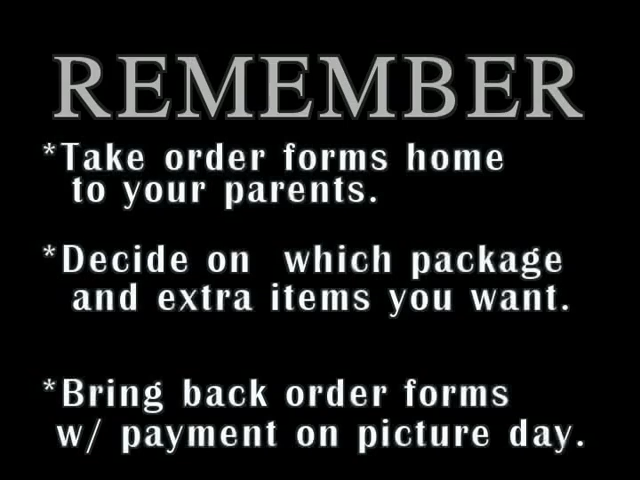 REMEMBER
*Take order forms home
to your parents.
*Decide on which package
and extra items you want.
*Bring back order forms
w/ payment on picture day.